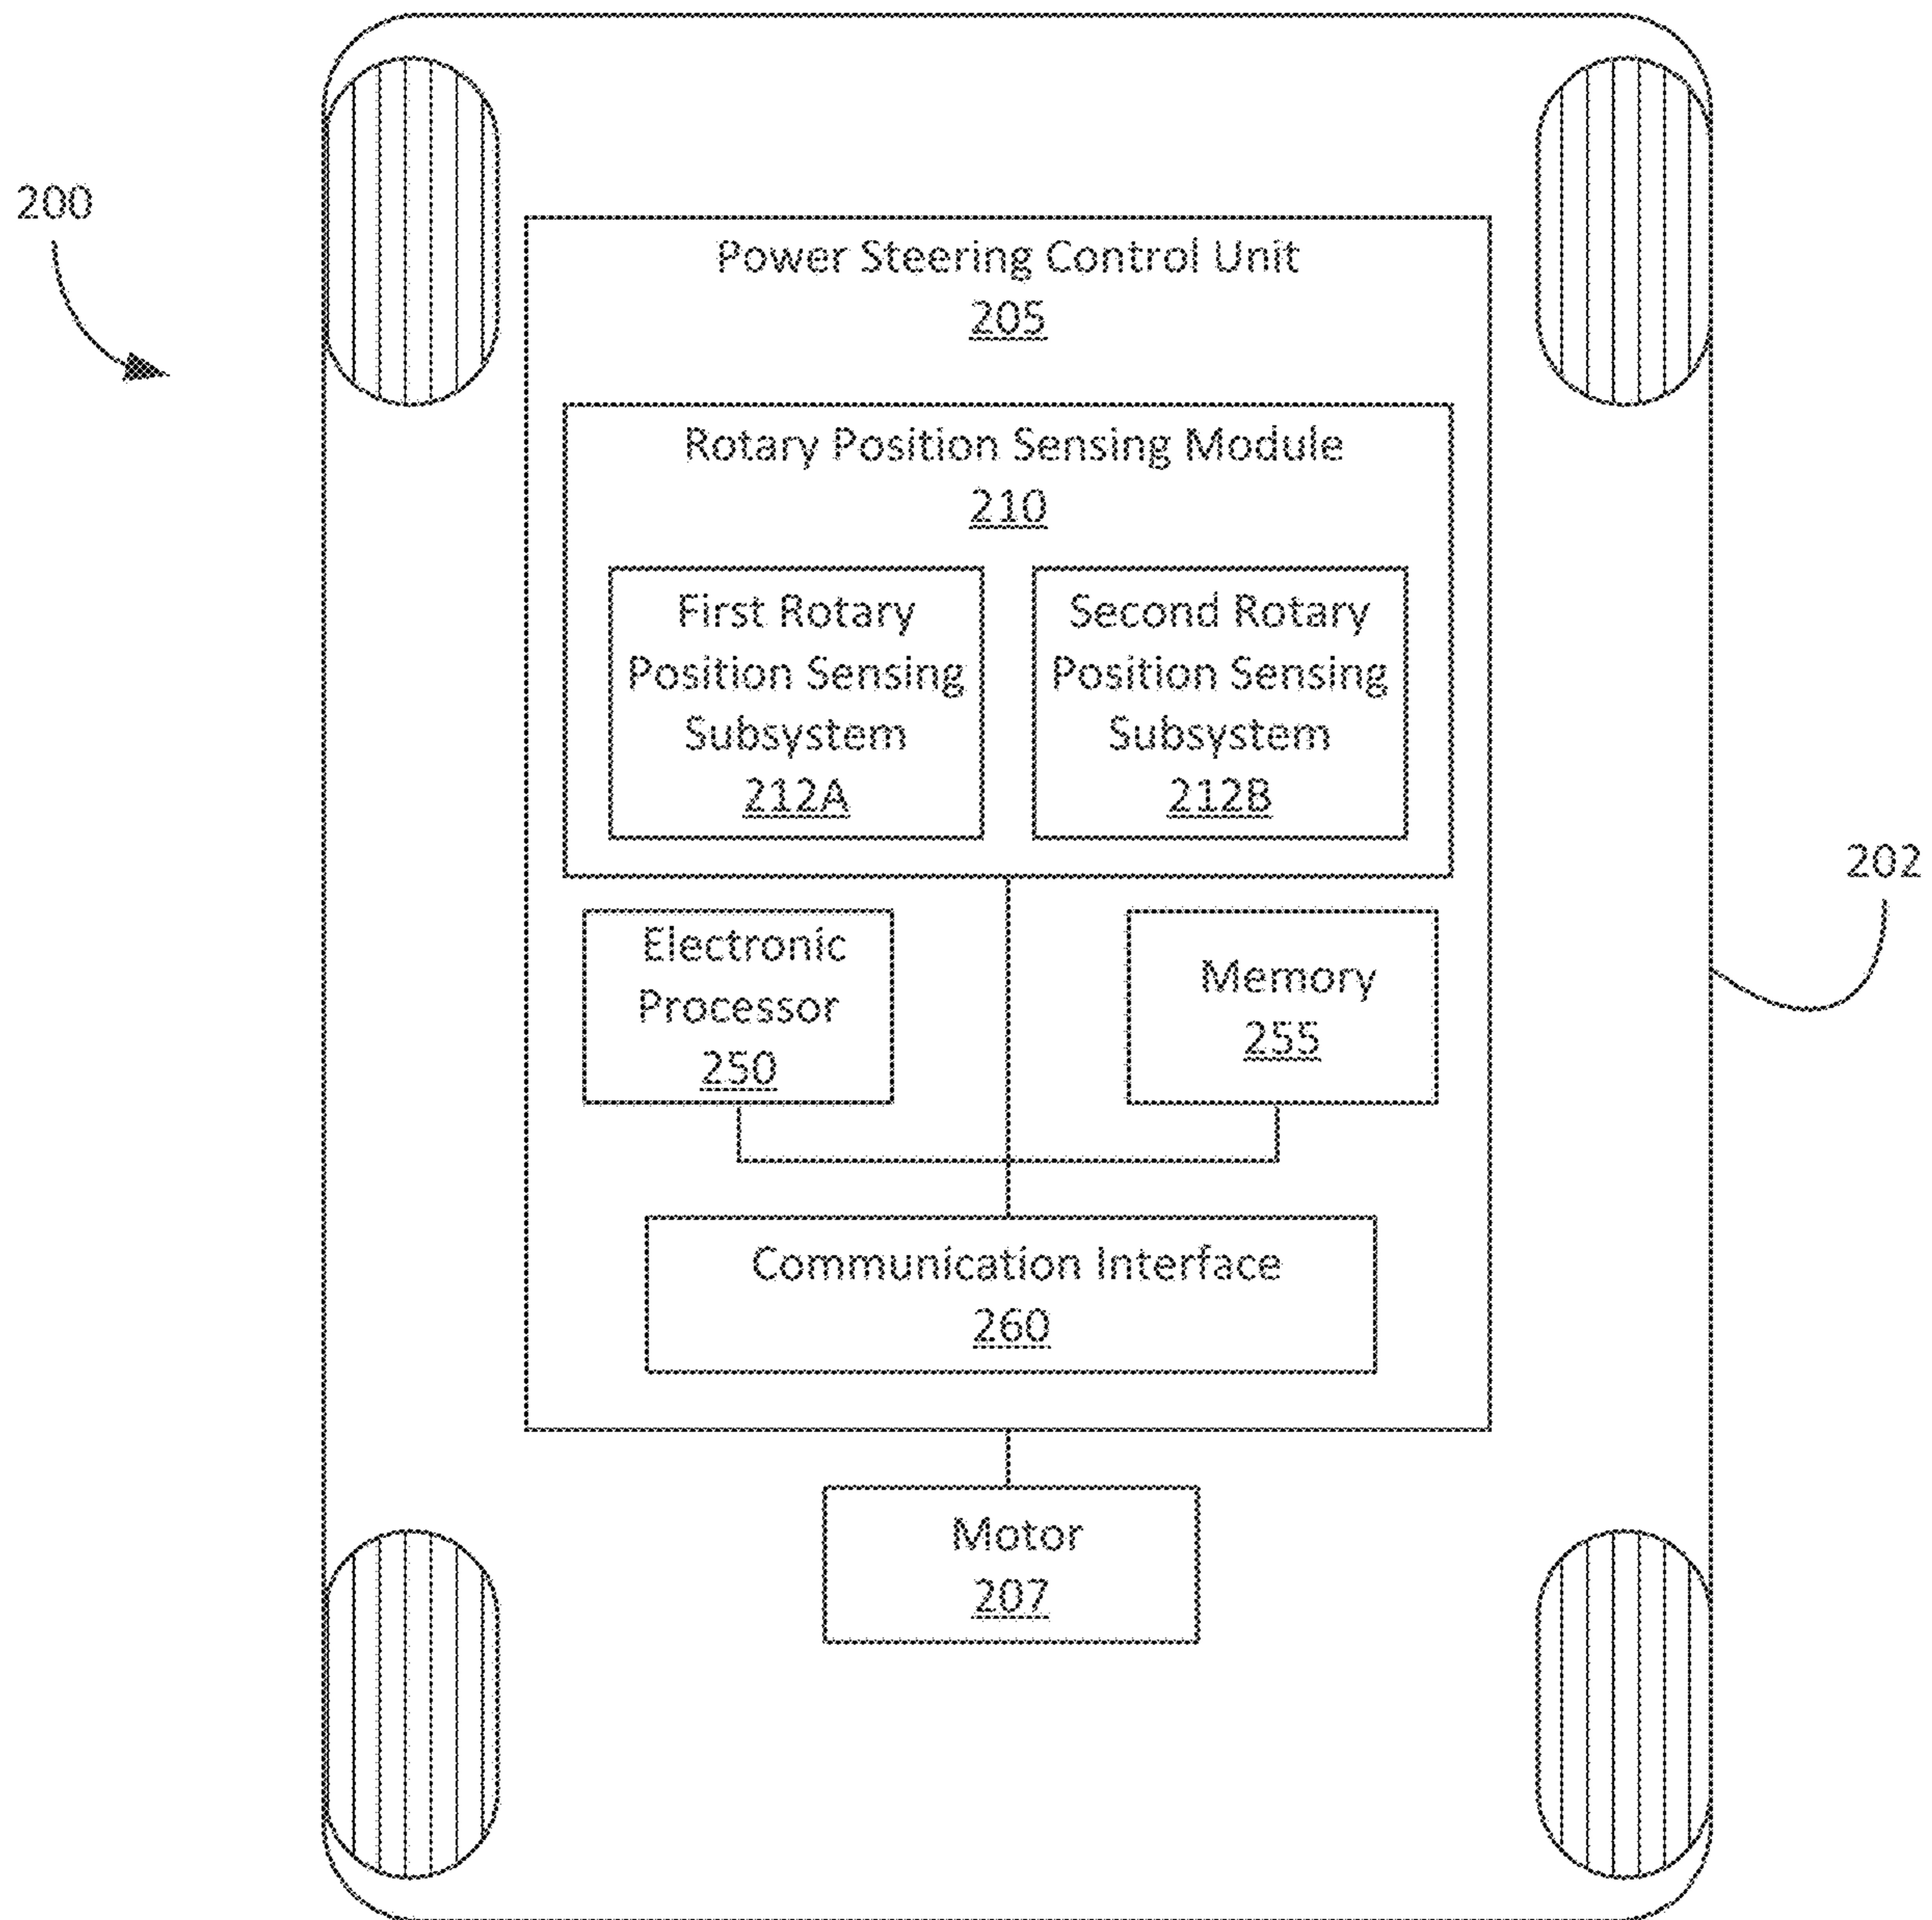 200
Power Steering Control Unit
205
Rotary Position Sensing Module
210
First Rotary
Position Sensing
Subsystem
212A
Second Rotary
Position Sensing
Subsystem
212B
202
Electronic
Processor
250
Memory
255
Communication Interface
260
Motor
207